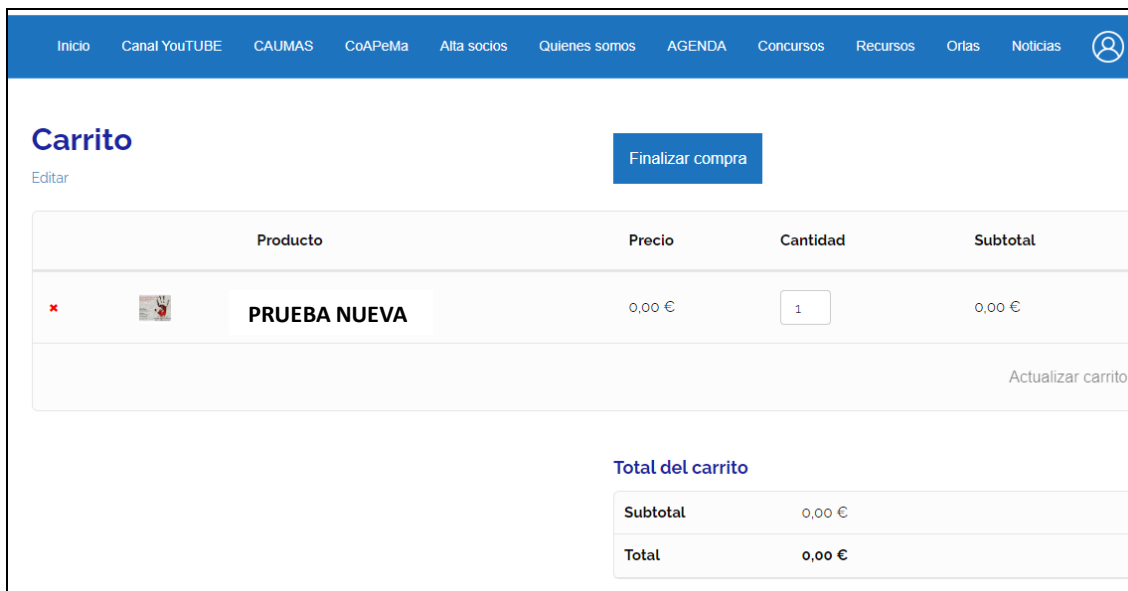 Inicio Canal YouTUBE CAUMAS CoAPeMa Alta socios Quienes somos AGENDA Concursos Recursos Orlas Noticias
Carrito
Finalizar compra
Editar
Producto Precio Cantidad Subtotal
× PRUEBA NUEVA 0,00 € 1 0,00 €
Actualizar carrito
Total del carrito
Subtotal 0,00 €
Total 0,00 €